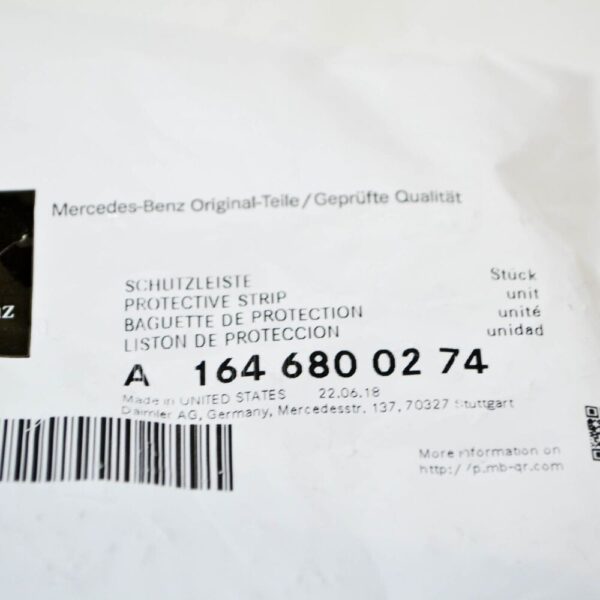 Mercedes-Benz Original-Teile/Geprüfte Qualität
nz
SCHUTZLEISTE Stück
PROTECTIVE STRIP unit
BAGUETTE DE PROTECTION unité
LISTON DE PROTECCION unidad
A 164 680 02 74
Made in UNITED STATES 22.06.18
Daimler AG, Germany, Mercedesstr. 137, 70327 Stuttgart
More information on
http://p.mb-qr.com